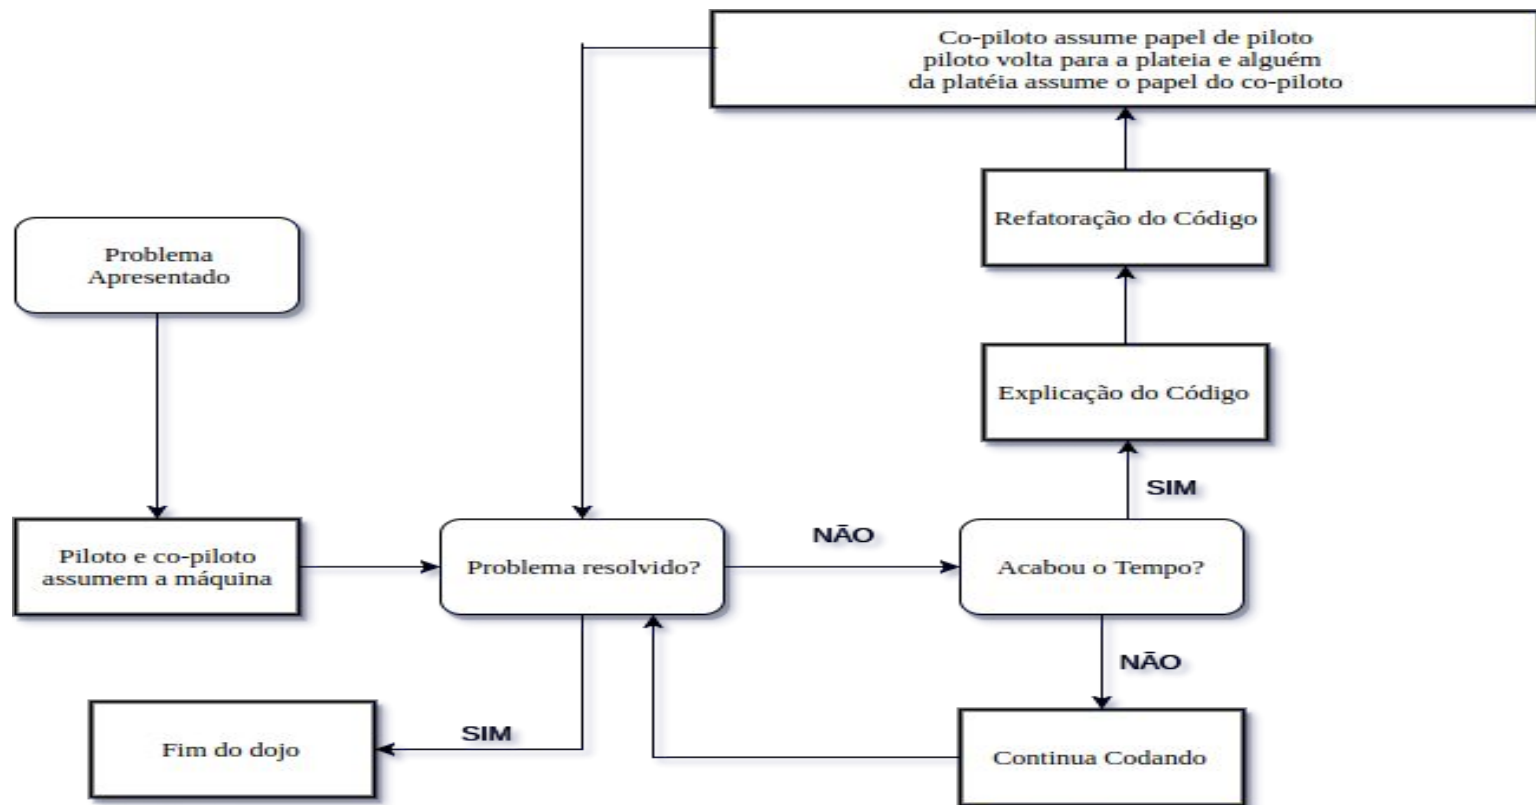 Co-piloto assume papel de piloto
piloto volta para a plateia e alguém
da platéia assume o papel do co-piloto
Refatoração do Código
Problema
Apresentado
Explicação do Código
SIM
NÃO
Piloto e co-piloto
assumem a máquina
Problema resolvido?
Acabou o Tempo?
NÃO
SIM
Fim do dojo
Continua Codando